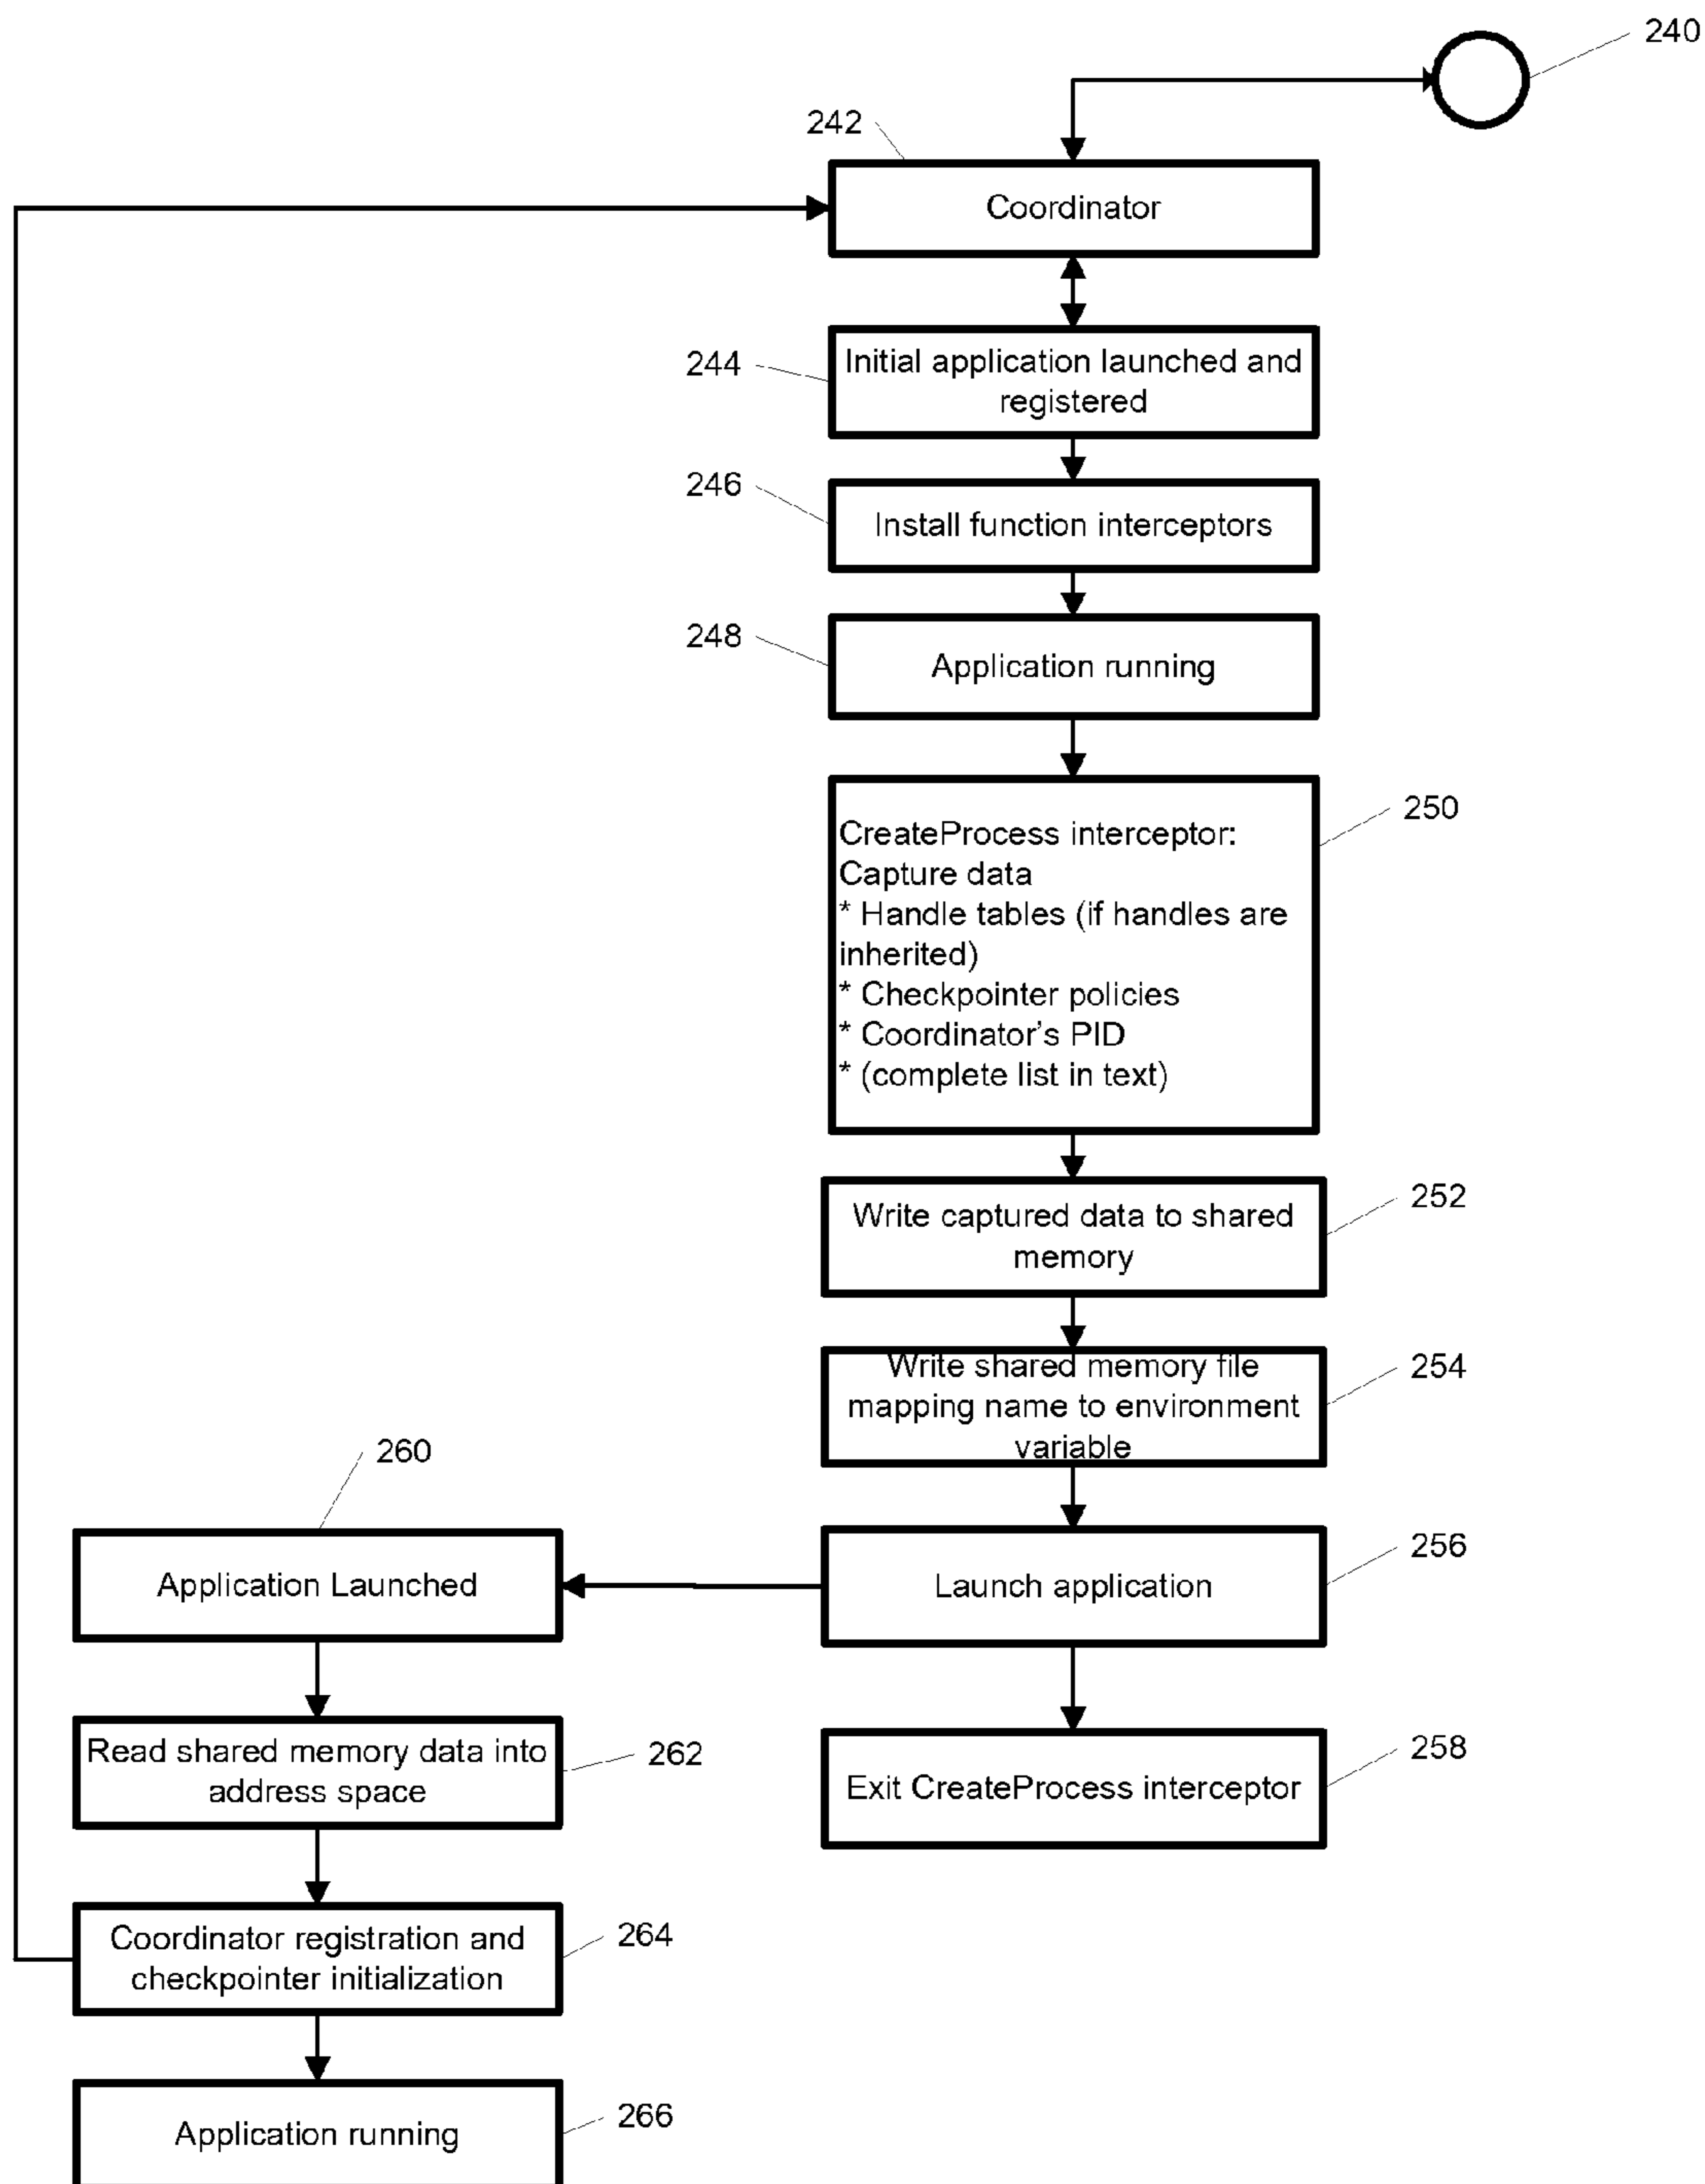 240
242
Coordinator
244
Initial application launched and
registered
246
Install function interceptors
248
Application running
250
CreateProcess interceptor:
Capture data
* Handle tables (if handles are
inherited)
* Checkpointer policies
* Coordinator's PID
* (complete list in text)
252
Write captured data to shared
memory
254
Write shared memory file
mapping name to environment
variable
260
256
Application Launched
Launch application
258
Read shared memory data into
address space
262
Exit CreateProcess interceptor
264
Coordinator registration and
checkpointer initialization
266
Application running